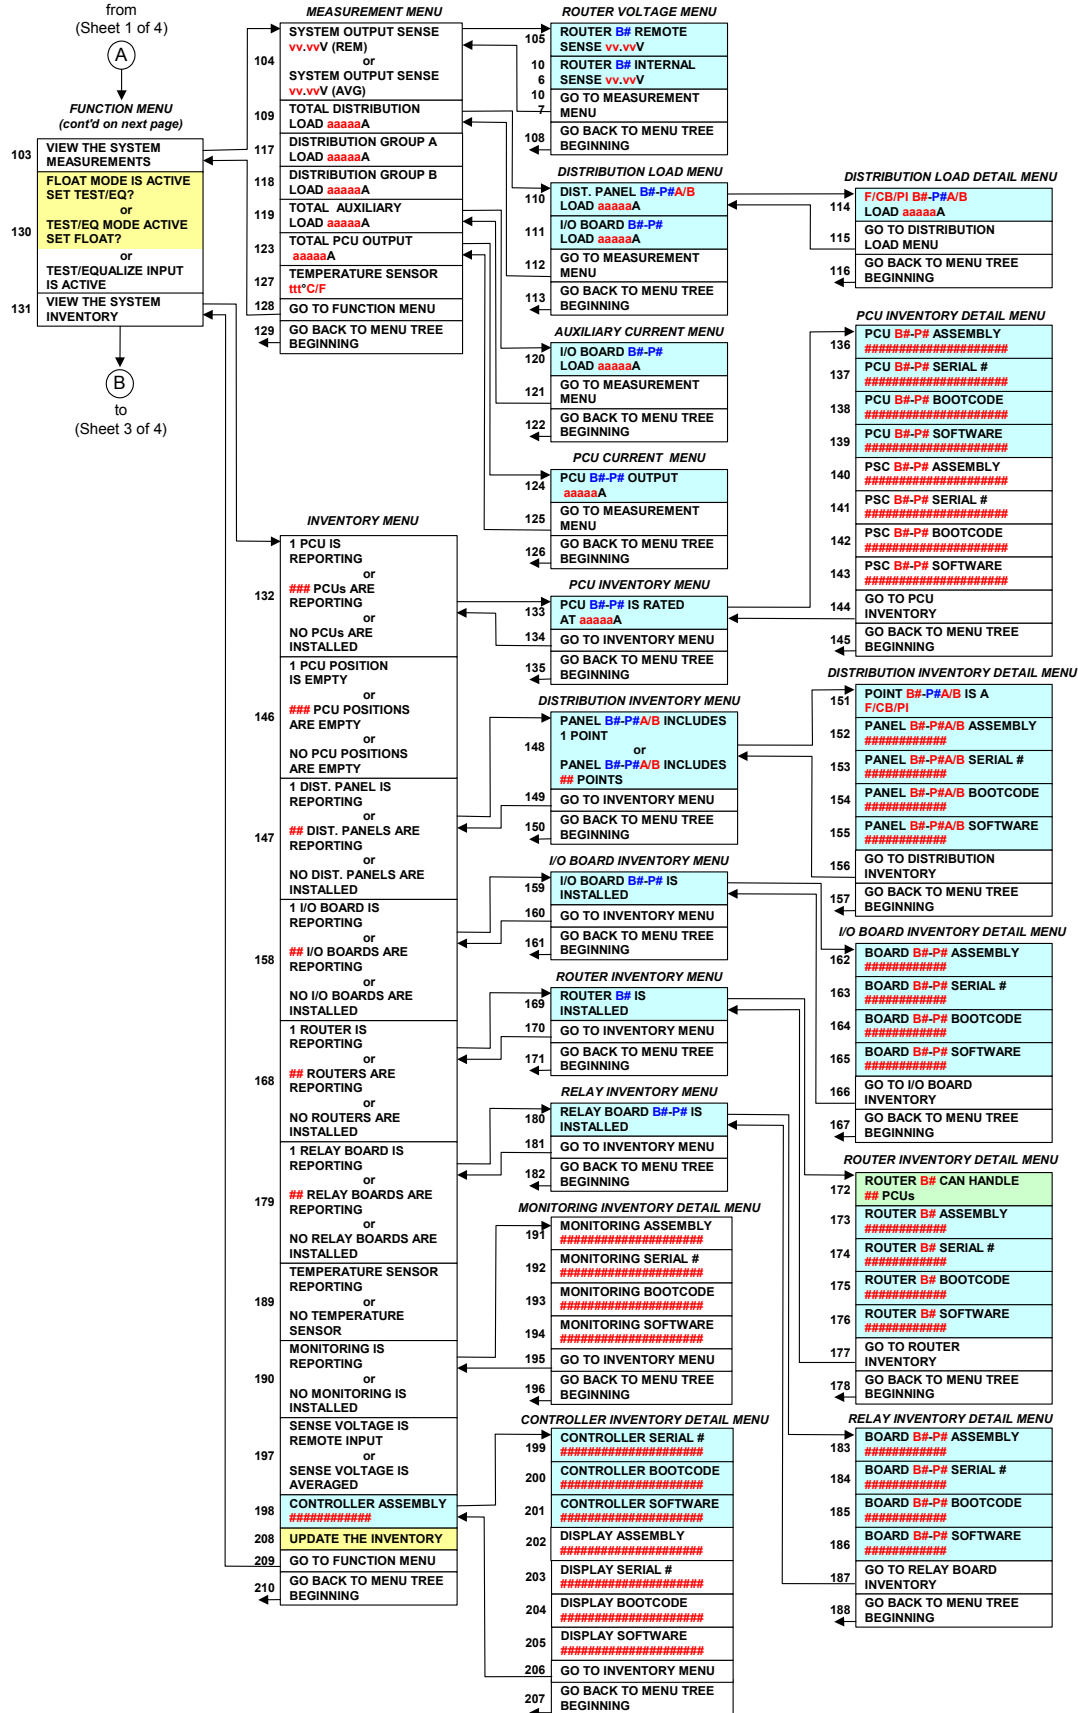 from
(Sheet 1 of 4)
A
FUNCTION MENU
(cont'd on next page)
103
VIEW THE SYSTEM
MEASUREMENTS
130
FLOAT MODE IS ACTIVE
SET TEST/EQ?
or
TEST/EQ MODE ACTIVE
SET FLOAT?
or
TEST/EQUALIZE INPUT
IS ACTIVE
131
VIEW THE SYSTEM
INVENTORY
B
to
(Sheet 3 of 4)
MEASUREMENT MENU
104
SYSTEM OUTPUT SENSE
vv.vvV (REM)
or
SYSTEM OUTPUT SENSE
vv.vvV (AVG)
109
TOTAL DISTRIBUTION
LOAD aaaaaA
117
DISTRIBUTION GROUP A
LOAD aaaaaA
118
DISTRIBUTION GROUP B
LOAD aaaaaA
119
TOTAL AUXILIARY
LOAD aaaaaA
123
TOTAL PCU OUTPUT
aaaaaA
127
TEMPERATURE SENSOR
ttt°C/F
128
GO TO FUNCTION MENU
129
GO BACK TO MENU TREE
BEGINNING
INVENTORY MENU
132
1 PCU IS
REPORTING
or
### PCUs ARE
REPORTING
or
NO PCUs ARE
INSTALLED
146
1 PCU POSITION
IS EMPTY
or
### PCU POSITIONS
ARE EMPTY
or
NO PCU POSITIONS
ARE EMPTY
147
1 DIST. PANEL IS
REPORTING
or
## DIST. PANELS ARE
REPORTING
or
NO DIST. PANELS ARE
INSTALLED
158
1 I/O BOARD IS
REPORTING
or
## I/O BOARDS ARE
REPORTING
or
NO I/O BOARDS ARE
INSTALLED
168
1 ROUTER IS
REPORTING
or
## ROUTERS ARE
REPORTING
or
NO ROUTERS ARE
INSTALLED
179
1 RELAY BOARD IS
REPORTING
or
## RELAY BOARDS ARE
REPORTING
or
NO RELAY BOARDS ARE
INSTALLED
189
TEMPERATURE SENSOR
REPORTING
or
NO TEMPERATURE
SENSOR
190
MONITORING IS
REPORTING
or
NO MONITORING IS
INSTALLED
197
SENSE VOLTAGE IS
REMOTE INPUT
or
SENSE VOLTAGE IS
AVERAGED
198
CONTROLLER ASSEMBLY
############
208
UPDATE THE INVENTORY
209
GO TO FUNCTION MENU
210
GO BACK TO MENU TREE
BEGINNING
ROUTER VOLTAGE MENU
105
ROUTER B# REMOTE
SENSE vv.vvV
10
6
ROUTER B# INTERNAL
SENSE vv.vvV
10
7
GO TO MEASUREMENT
MENU
108
GO BACK TO MENU TREE
BEGINNING
DISTRIBUTION LOAD MENU
110
DIST. PANEL B#-P#A/B
LOAD aaaaaA
111
I/O BOARD B#-P#
LOAD aaaaaA
112
GO TO MEASUREMENT
MENU
113
GO BACK TO MENU TREE
BEGINNING
AUXILIARY CURRENT MENU
120
I/O BOARD B#-P#
LOAD aaaaaA
121
GO TO MEASUREMENT
MENU
122
GO BACK TO MENU TREE
BEGINNING
PCU CURRENT MENU
124
PCU B#-P# OUTPUT
aaaaaA
125
GO TO MEASUREMENT
MENU
126
GO BACK TO MENU TREE
BEGINNING
PCU INVENTORY MENU
133
PCU B#-P# IS RATED
AT aaaaaA
134
GO TO INVENTORY MENU
135
GO BACK TO MENU TREE
BEGINNING
DISTRIBUTION INVENTORY MENU
148
PANEL B#-P#A/B INCLUDES
1 POINT
or
PANEL B#-P#A/B INCLUDES
## POINTS
149
GO TO INVENTORY MENU
150
GO BACK TO MENU TREE
BEGINNING
I/O BOARD INVENTORY MENU
159
I/O BOARD B#-P# IS
INSTALLED
160
GO TO INVENTORY MENU
161
GO BACK TO MENU TREE
BEGINNING
ROUTER INVENTORY MENU
169
ROUTER B# IS
INSTALLED
170
GO TO INVENTORY MENU
171
GO BACK TO MENU TREE
BEGINNING
RELAY INVENTORY MENU
180
RELAY BOARD B#-P# IS
INSTALLED
181
GO TO INVENTORY MENU
182
GO BACK TO MENU TREE
BEGINNING
MONITORING INVENTORY DETAIL MENU
191
MONITORING ASSEMBLY
#####################
192
MONITORING SERIAL #
#####################
193
MONITORING BOOTCODE
#####################
194
MONITORING SOFTWARE
#####################
195
GO TO INVENTORY MENU
196
GO BACK TO MENU TREE
BEGINNING
CONTROLLER INVENTORY DETAIL MENU
199
CONTROLLER SERIAL #
#####################
200
CONTROLLER BOOTCODE
#####################
201
CONTROLLER SOFTWARE
#####################
202
DISPLAY ASSEMBLY
#####################
203
DISPLAY SERIAL #
#####################
204
DISPLAY BOOTCODE
#####################
205
DISPLAY SOFTWARE
#####################
206
GO TO INVENTORY MENU
207
GO BACK TO MENU TREE
BEGINNING
DISTRIBUTION LOAD DETAIL MENU
114
F/CB/PI B#-P#A/B
LOAD aaaaaA
115
GO TO DISTRIBUTION
LOAD MENU
116
GO BACK TO MENU TREE
BEGINNING
PCU INVENTORY DETAIL MENU
136
PCU B#-P# ASSEMBLY
#####################
137
PCU B#-P# SERIAL #
#####################
138
PCU B#-P# BOOTCODE
#####################
139
PCU B#-P# SOFTWARE
#####################
140
PSC B#-P# ASSEMBLY
#####################
141
PSC B#-P# SERIAL #
#####################
142
PSC B#-P# BOOTCODE
#####################
143
PSC B#-P# SOFTWARE
#####################
144
GO TO PCU
INVENTORY
145
GO BACK TO MENU TREE
BEGINNING
DISTRIBUTION INVENTORY DETAIL MENU
151
POINT B#-P#A/B IS A
F/CB/PI
152
PANEL B#-P#A/B ASSEMBLY
############
153
PANEL B#-P#A/B SERIAL #
############
154
PANEL B#-P#A/B BOOTCODE
############
155
PANEL B#-P#A/B SOFTWARE
############
156
GO TO DISTRIBUTION
INVENTORY
157
GO BACK TO MENU TREE
BEGINNING
I/O BOARD INVENTORY DETAIL MENU
162
BOARD B#-P# ASSEMBLY
############
163
BOARD B#-P# SERIAL #
############
164
BOARD B#-P# BOOTCODE
############
165
BOARD B#-P# SOFTWARE
############
166
GO TO I/O BOARD
INVENTORY
167
GO BACK TO MENU TREE
BEGINNING
ROUTER INVENTORY DETAIL MENU
172
ROUTER B# CAN HANDLE
## PCUs
173
ROUTER B# ASSEMBLY
############
174
ROUTER B# SERIAL #
############
175
ROUTER B# BOOTCODE
############
176
ROUTER B# SOFTWARE
############
177
GO TO ROUTER
INVENTORY
178
GO BACK TO MENU TREE
BEGINNING
RELAY INVENTORY DETAIL MENU
183
BOARD B#-P# ASSEMBLY
############
184
BOARD B#-P# SERIAL #
############
185
BOARD B#-P# BOOTCODE
############
186
BOARD B#-P# SOFTWARE
############
187
GO TO RELAY BOARD
INVENTORY
188
GO BACK TO MENU TREE
BEGINNING